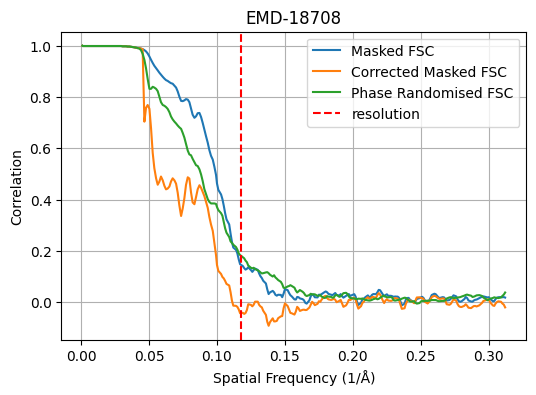 EMD-18708
Masked FSC
Corrected Masked FSC
Phase Randomised FSC
resolution
Correlation
1.0
0.8
0.6
0.4
0.2
0.0
0.00 0.05 0.10 0.15 0.20 0.25 0.30
Spatial Frequency (1/Å)